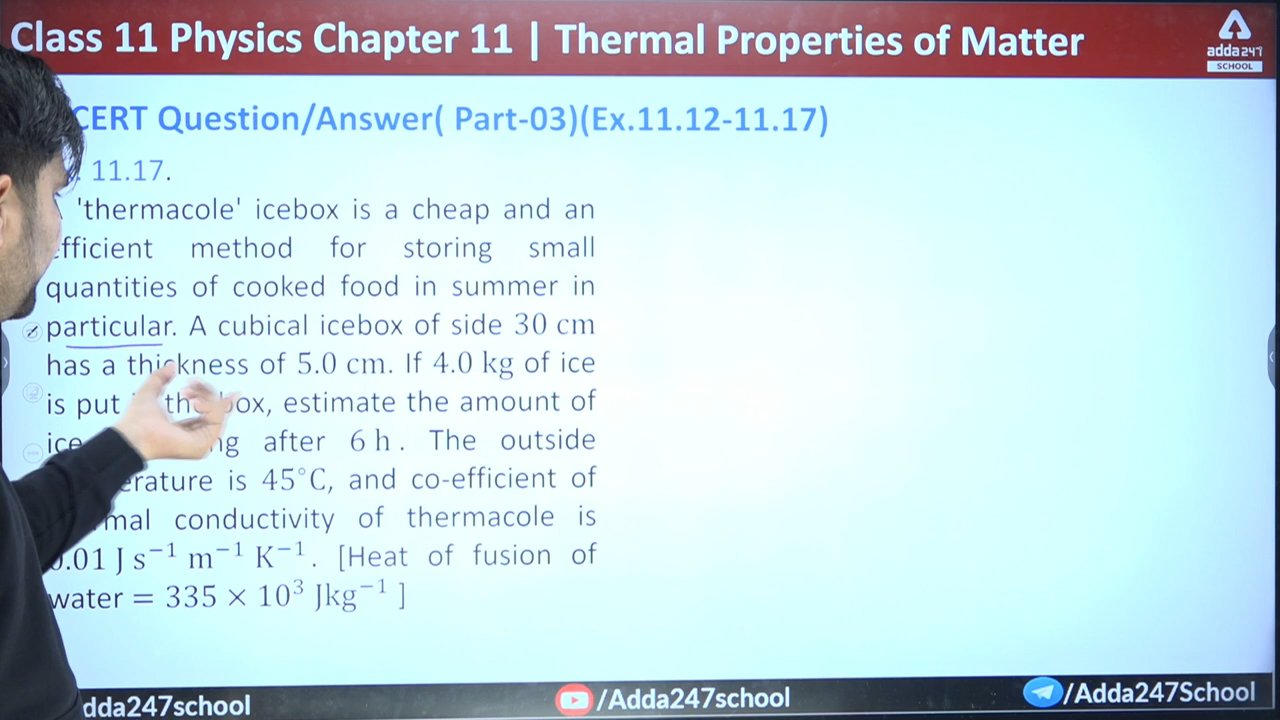 Class 11 Physics Chapter 11 | Thermal Properties of Matter
adda247
SCHOOL
CERT Question/Answer( Part-03)(Ex.11.12-11.17)
11.17.
'thermacole' icebox is a cheap and an
efficient method for storing small
quantities of cooked food in summer in
particular. A cubical icebox of side 30 cm
has a thickness of 5.0 cm. If 4.0 kg of ice
is put the box, estimate the amount of
ice ng after 6 h. The outside
erature is 45°C, and co-efficient of
mal conductivity of thermacole is
0.01 J s⁻¹ m⁻¹ K⁻¹. [Heat of fusion of
water = 335 × 10³ Jkg⁻¹ ]
dda247school
/Adda247school
/Adda247School